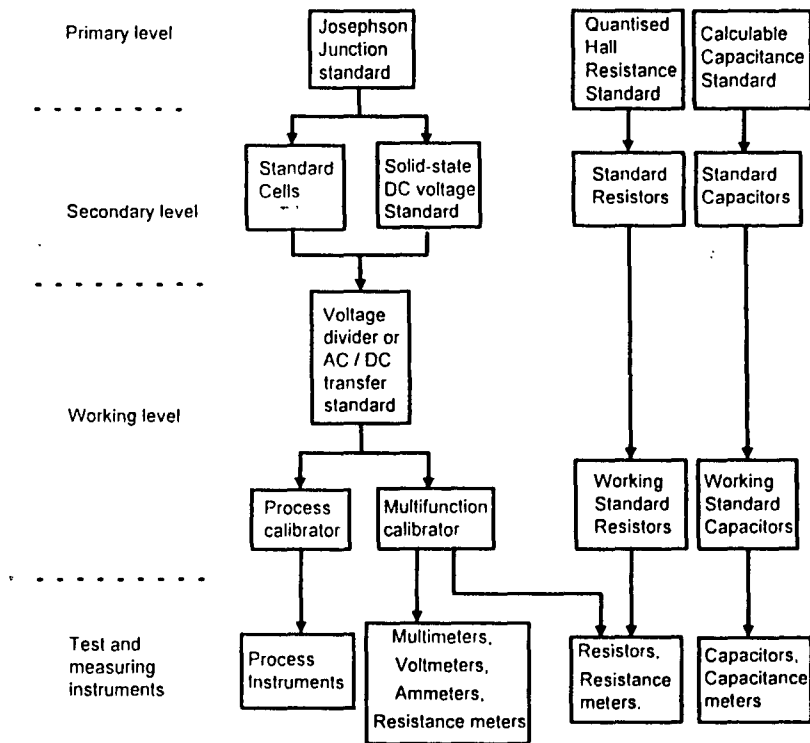 Primary level
Josephson
Junction
standard
Quantised
Hall
Resistance
Standard
Calculable
Capacitance
Standard
Secondary level
Standard
Cells
Solid-state
DC voltage
Standard
Standard
Resistors
Standard
Capacitors
Working level
Voltage
divider or
AC / DC
transfer
standard
Process
calibrator
Multifunction
calibrator
Working
Standard
Resistors
Working
Standard
Capacitors
Test and
measuring
instruments
Process
Instruments
Multimeters,
Voltmeters,
Ammeters,
Resistance meters
Resistors,
Resistance
meters.
Capacitors,
Capacitance
meters